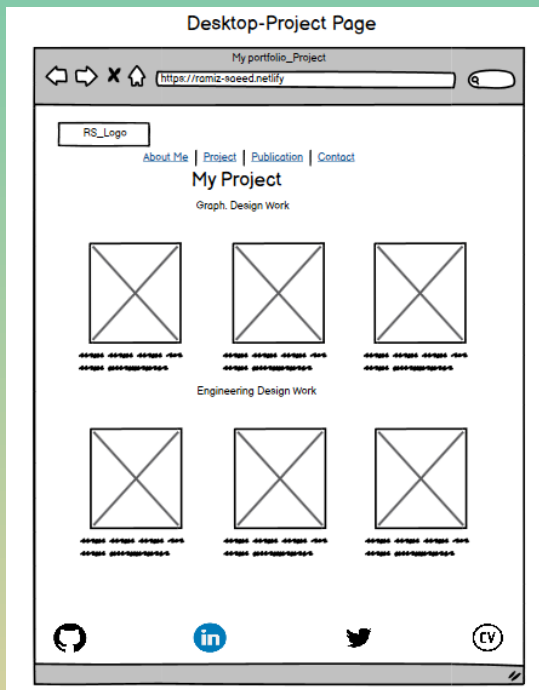 Desktop-Project Page
My portfolio_Project
https://ramiz-saeed.netlify
RS_Logo
About Me | Project | Publication | Contact
My Project
Graph. Design Work
Engineering Design Work
in
CV